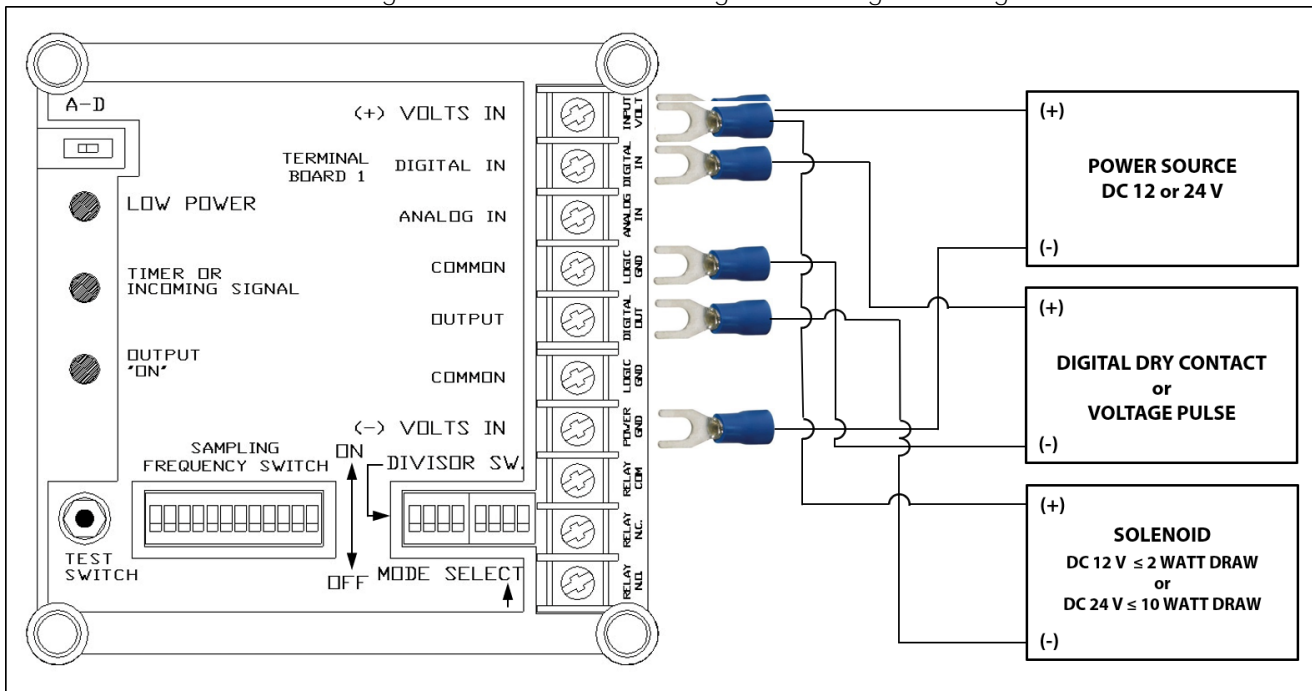 A-D
LOW POWER
TIMER OR
INCOMING SIGNAL
OUTPUT
"ON"
TEST
SWITCH
SAMPLING
FREQUENCY SWITCH
ON
OFF
DIVISOR SW.
MODE SELECT
TERMINAL
BOARD 1
(+) VOLTS IN
DIGITAL IN
ANALOG IN
COMMON
OUTPUT
COMMON
(-) VOLTS IN
INPUT
VOLT
DIGITAL
IN
ANALOG
IN
LOGIC
GND
DIGITAL
OUT
LOGIC
GND
POWER
GND
RELAY
COM
RELAY
N.C.
RELAY
N.O.
(+)
POWER SOURCE
DC 12 or 24 V
(-)
(+)
DIGITAL DRY CONTACT
or
VOLTAGE PULSE
(-)
(+)
SOLENOID
DC 12 V ≤ 2 WATT DRAW
or
DC 24 V ≤ 10 WATT DRAW
(-)